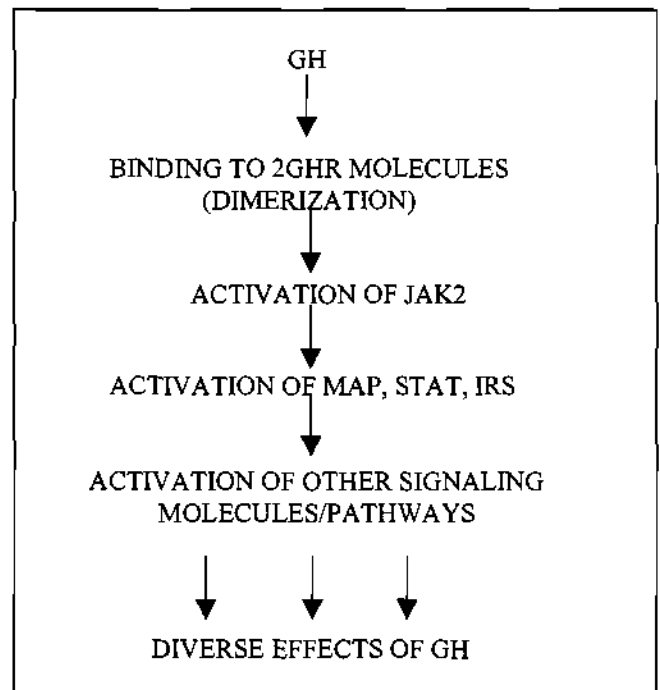 GH
BINDING TO 2GHR MOLECULES
(DIMERIZATION)
ACTIVATION OF JAK2
ACTIVATION OF MAP, STAT, IRS
ACTIVATION OF OTHER SIGNALING
MOLECULES/PATHWAYS
DIVERSE EFFECTS OF GH